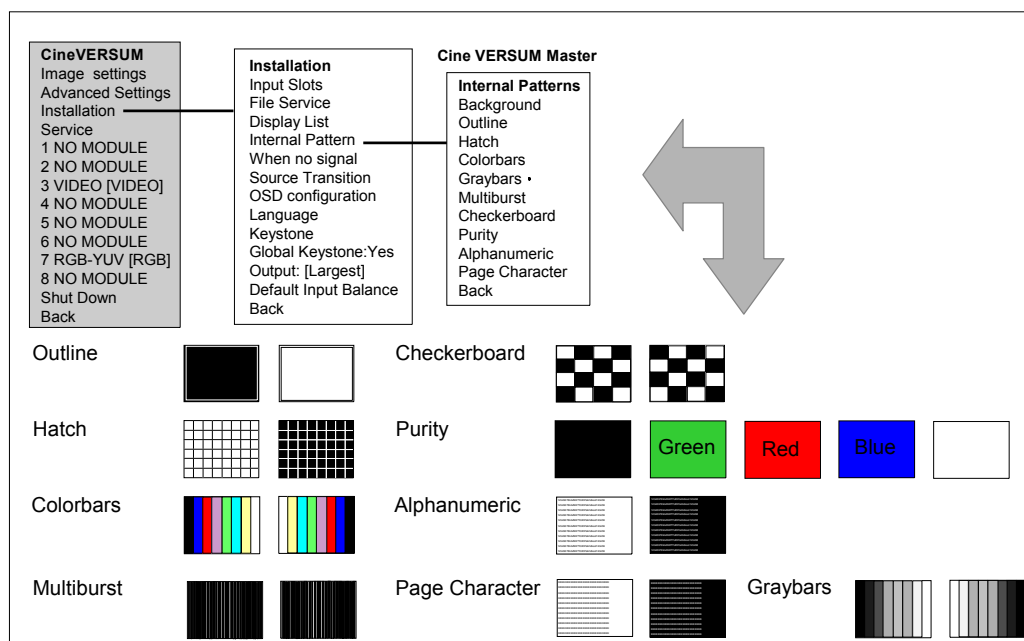 CineVERSUM
Image settings
Advanced Settings
Installation
Service
1 NO MODULE
2 NO MODULE
3 VIDEO [VIDEO]
4 NO MODULE
5 NO MODULE
6 NO MODULE
7 RGB-YUV [RGB]
8 NO MODULE
Shut Down
Back
Installation
Input Slots
File Service
Display List
Internal Pattern
When no signal
Source Transition
OSD configuration
Language
Keystone
Global Keystone:Yes
Output: [Largest]
Default Input Balance
Back
Cine VERSUM Master
Internal Patterns
Background
Outline
Hatch
Colorbars
Graybars
Multiburst
Checkerboard
Purity
Alphanumeric
Page Character
Back
Outline
Checkerboard
Hatch
Purity
Green
Red
Blue
Colorbars
Alphanumeric
Multiburst
Page Character
Graybars